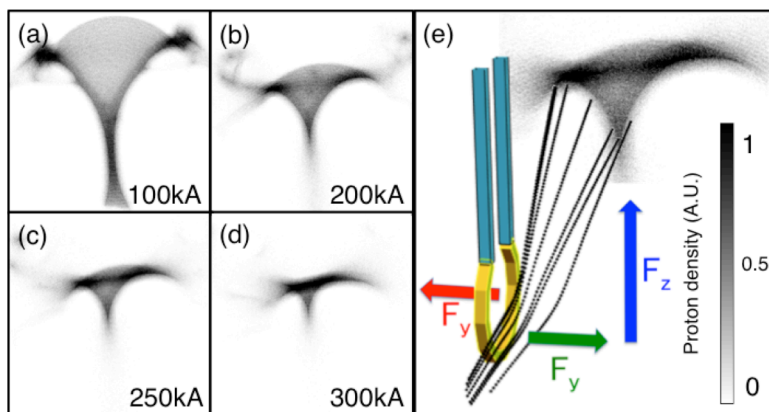 (a)
100kA
(b)
200kA
(c)
250kA
(d)
300kA
(e)
Fy
Fy
Fz
Proton density (A.U.)
1
0.5
0